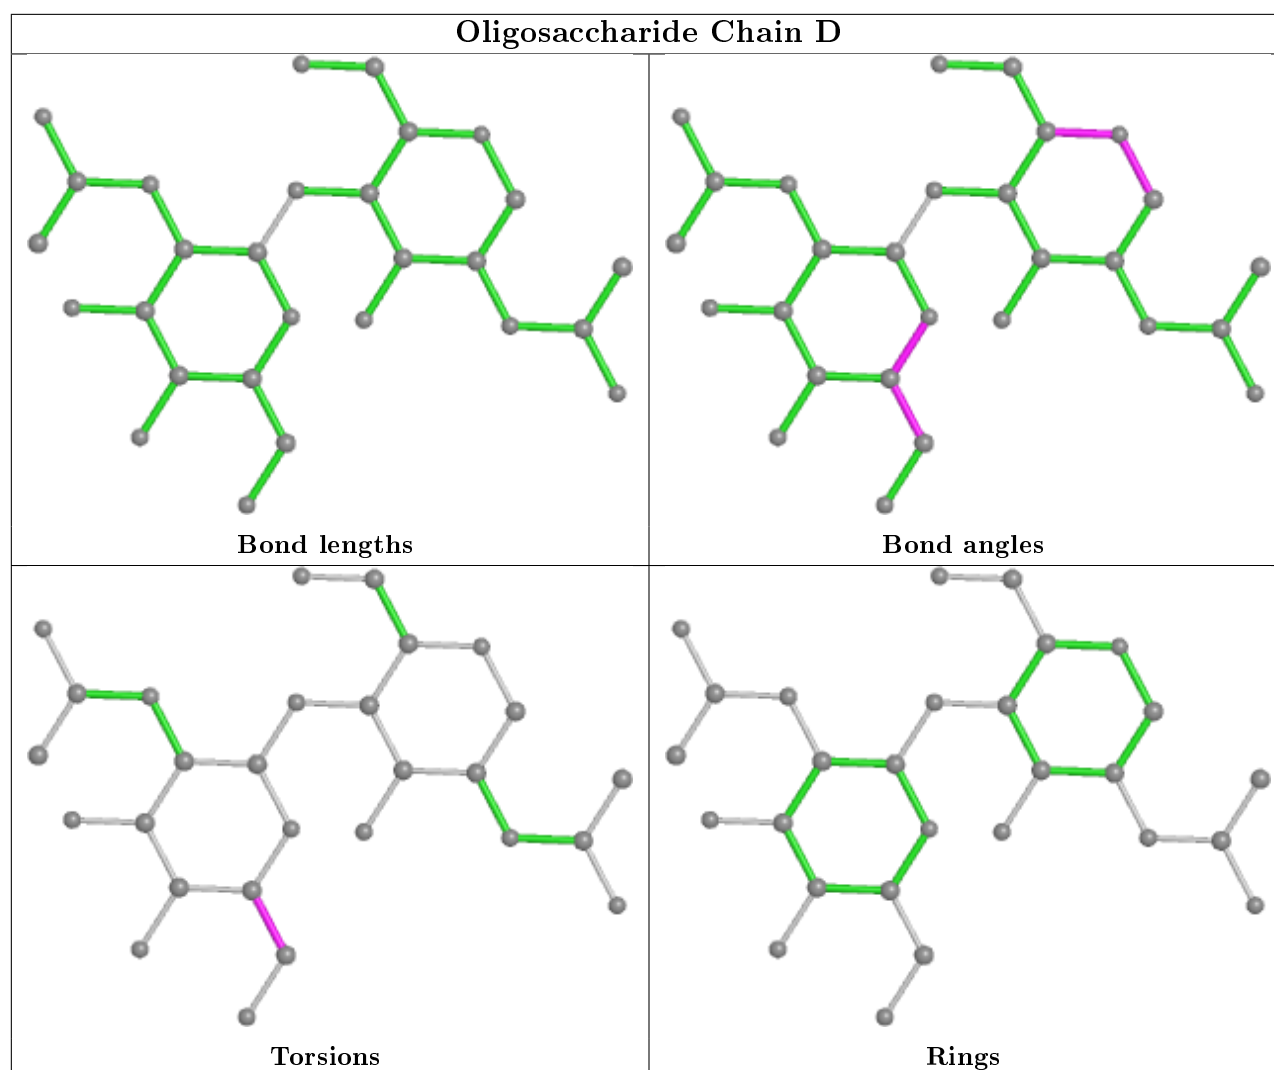 Oligosaccharide Chain D
Bond lengths
Bond angles
Torsions
Rings